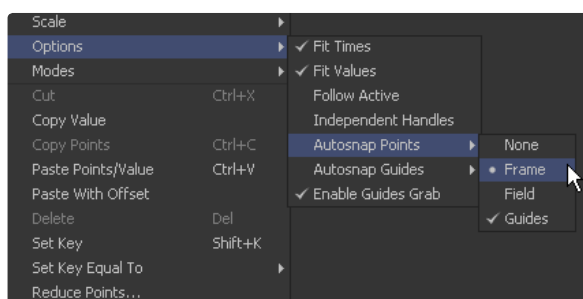 Scale
Options
Modes
Cut Ctrl+X
Copy Value
Copy Points Ctrl+C
Paste Points/Value Ctrl+V
Paste With Offset
Delete Del
Set Key Shift+K
Set Key Equal To
Reduce Points...
Fit Times
Fit Values
Follow Active
Independent Handles
Autosnap Points
Autosnap Guides
Enable Guides Grab
None
Frame
Field
Guides